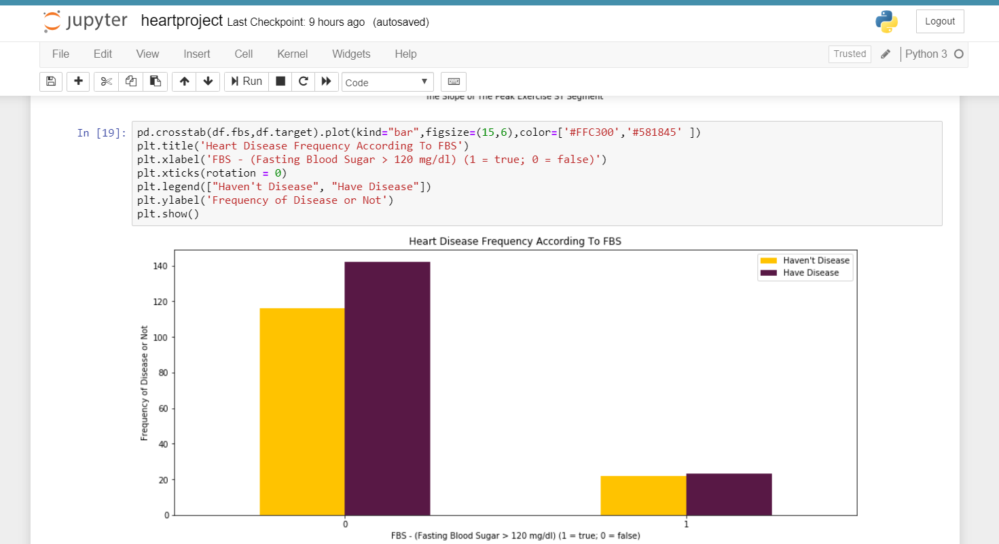 jupyter heartproject Last Checkpoint: 9 hours ago (autosaved)
Logout
File Edit View Insert Cell Kernel Widgets Help
Trusted Python 3
Run Code
The Slope of The Peak Exercise ST Segment
In [19]: pd.crosstab(df.fbs,df.target).plot(kind="bar",figsize=(15,6),color=['#FFC300','#581845' ])
plt.title('Heart Disease Frequency According To FBS')
plt.xlabel('FBS - (Fasting Blood Sugar > 120 mg/dl) (1 = true; 0 = false)')
plt.xticks(rotation = 0)
plt.legend(["Haven't Disease", "Have Disease"])
plt.ylabel('Frequency of Disease or Not')
plt.show()
Heart Disease Frequency According To FBS
Haven't Disease
Have Disease
Frequency of Disease or Not
140
120
100
80
60
40
20
0
0 1
FBS - (Fasting Blood Sugar > 120 mg/dl) (1 = true; 0 = false)